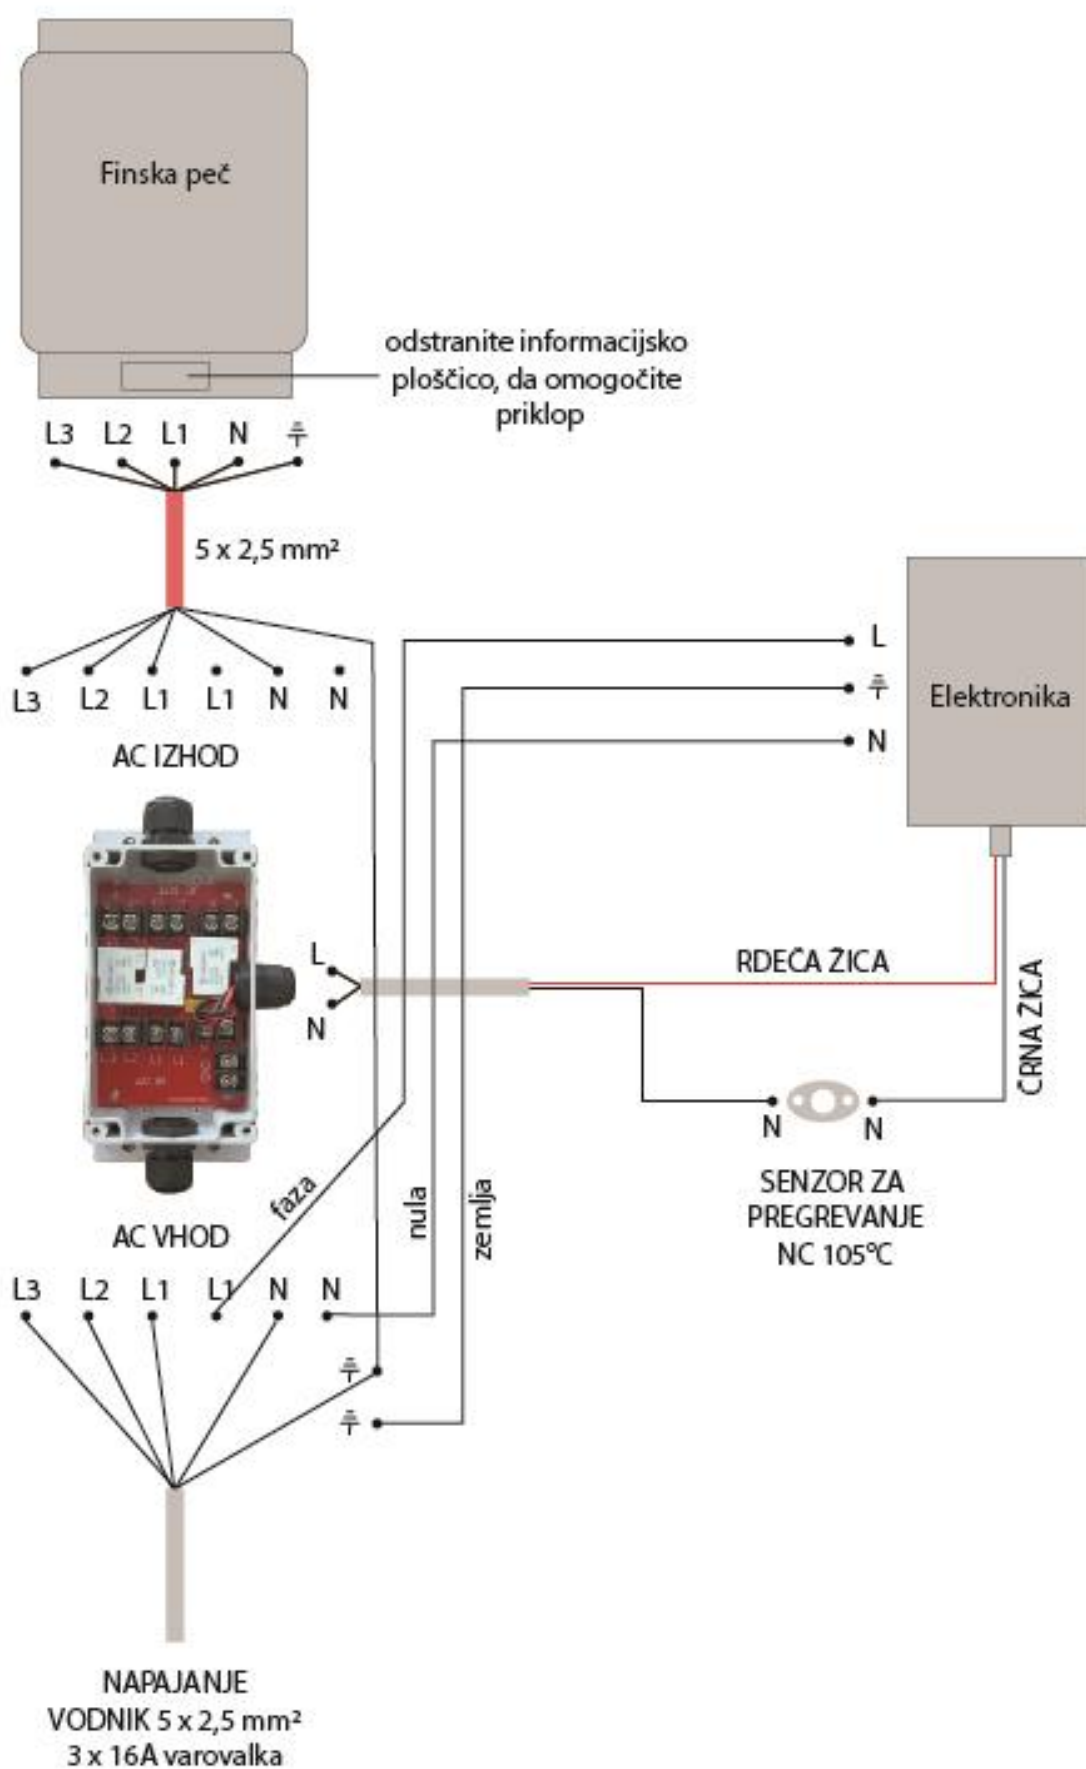 Finska peč
odstranite informacijsko
ploščico, da omogočite
priklop
L3 L2 L1 N
5 x 2,5 mm²
L3 L2 L1 L1 N N
AC IZHOD
L
N
Elektronika
L
N
RDEČA ŽICA
ČRNA ŽICA
N N
SENZOR ZA
PREGREVANJE
NC 105°C
faza
nula
zemlja
AC VHOD
L3 L2 L1 L1 N N
NAPAJANJE
VODNIK 5 x 2,5 mm²
3 x 16A varovalka